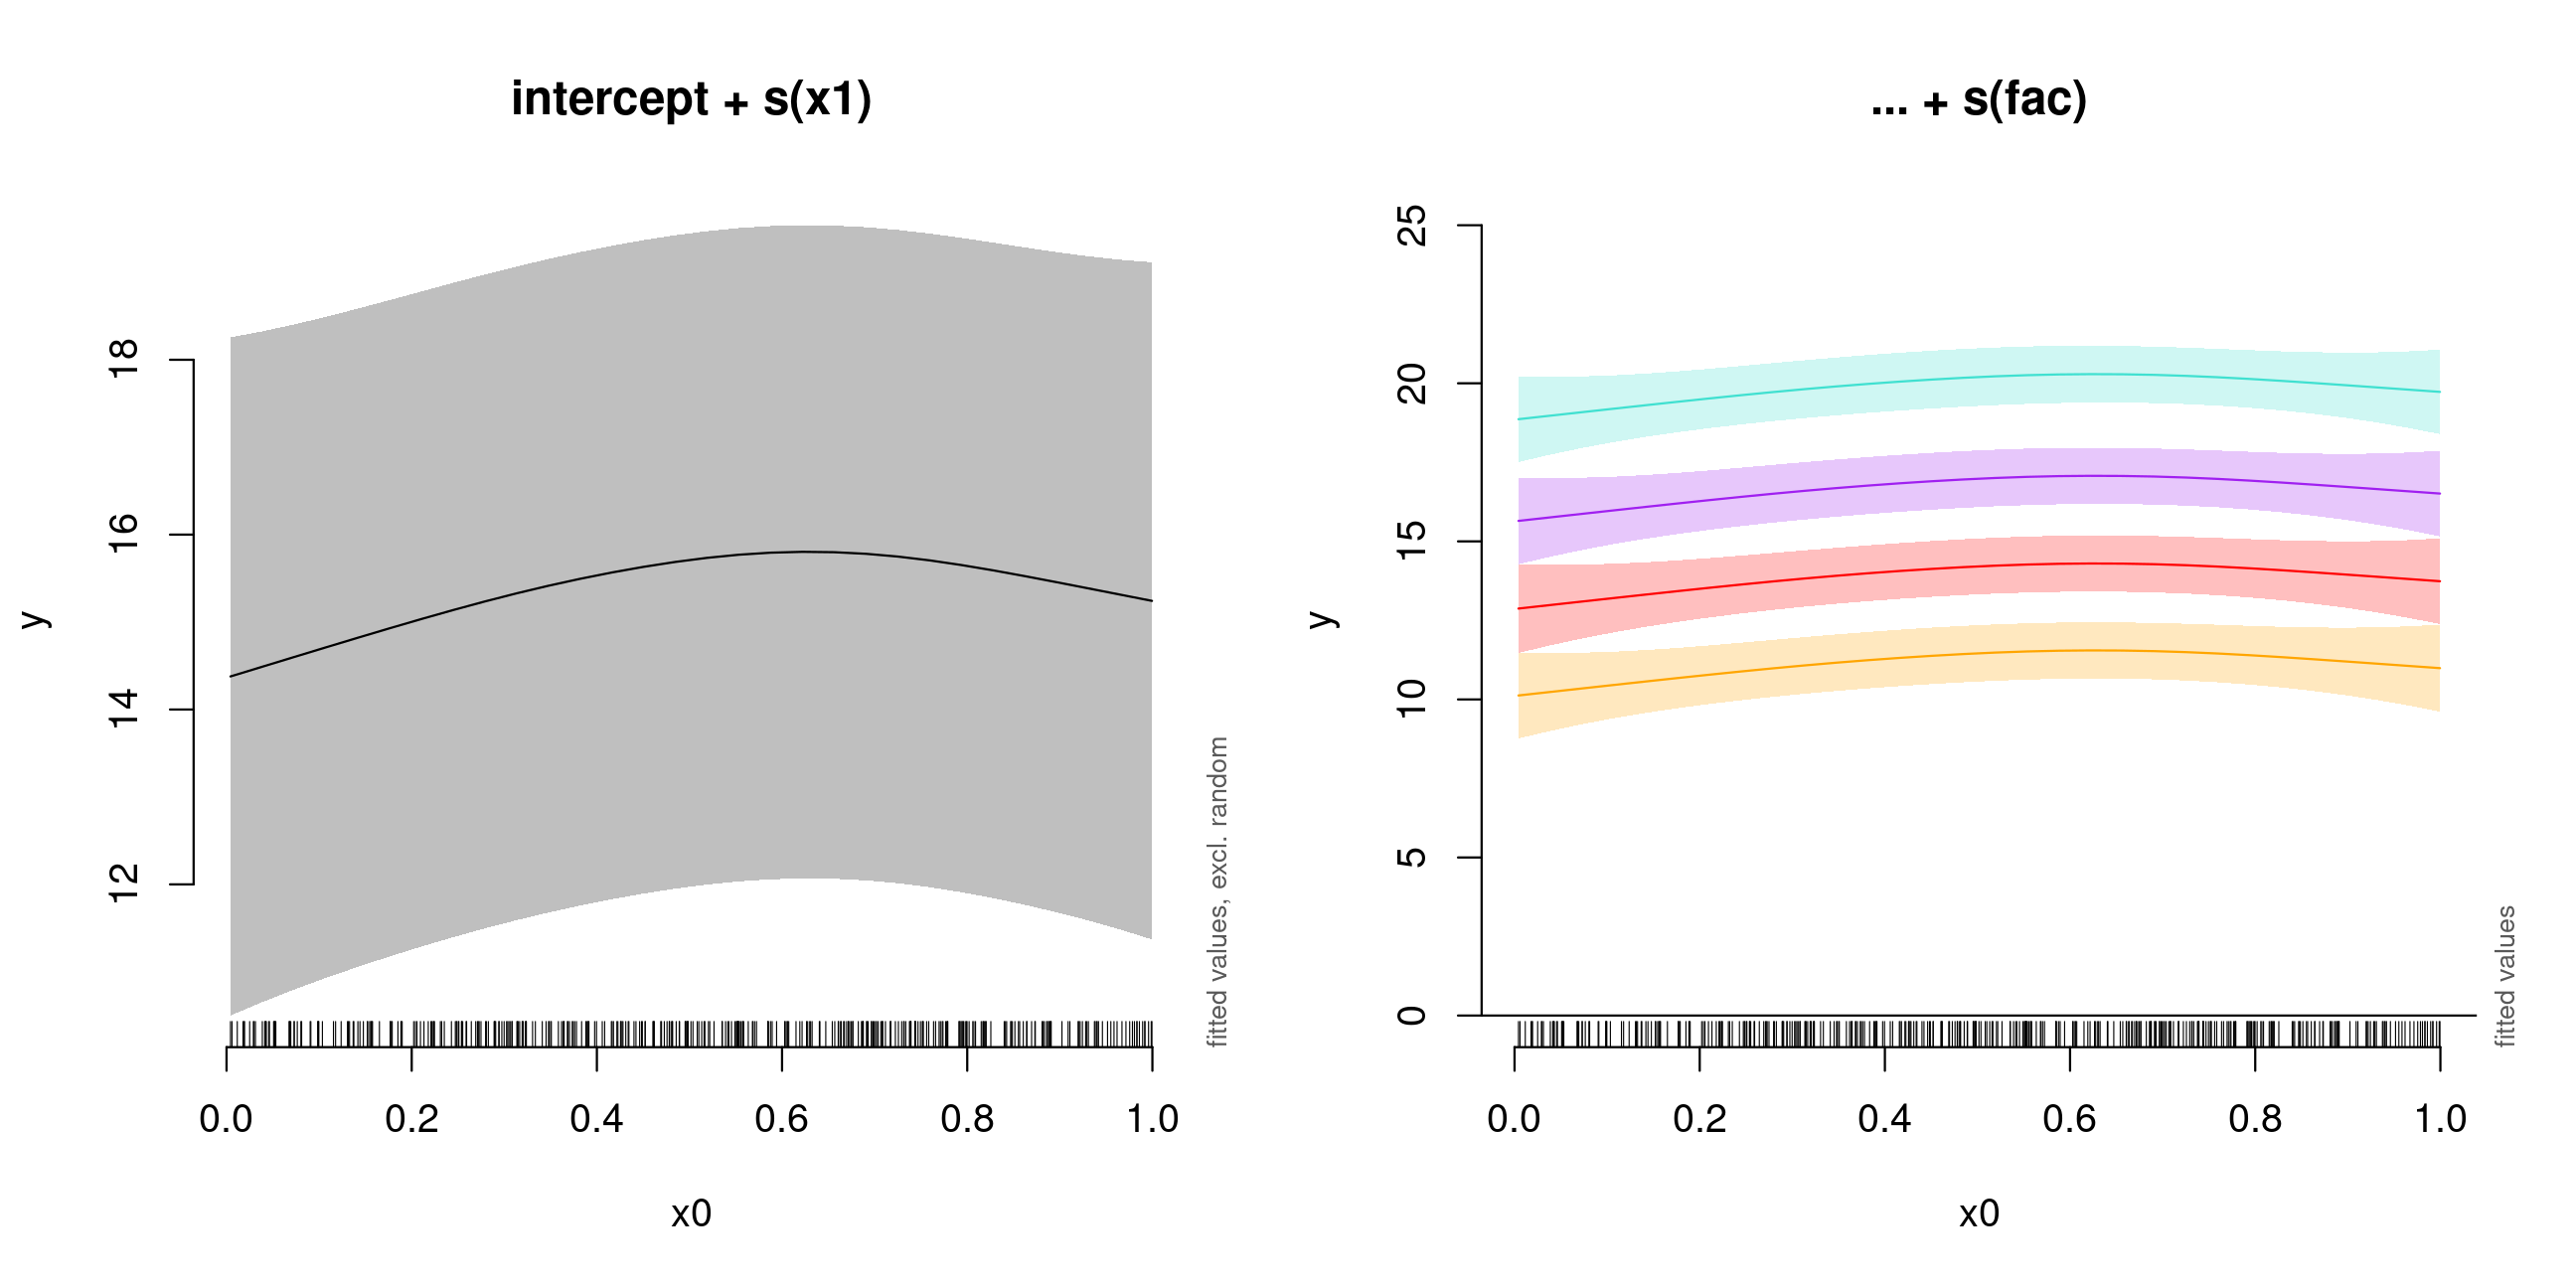 intercept + s(x1)
y
18
16
14
12
0.0 0.2 0.4 0.6 0.8 1.0
x0
fitted values, excl. random
... + s(fac)
y
25
20
15
10
5
0
0.0 0.2 0.4 0.6 0.8 1.0
x0
fitted values